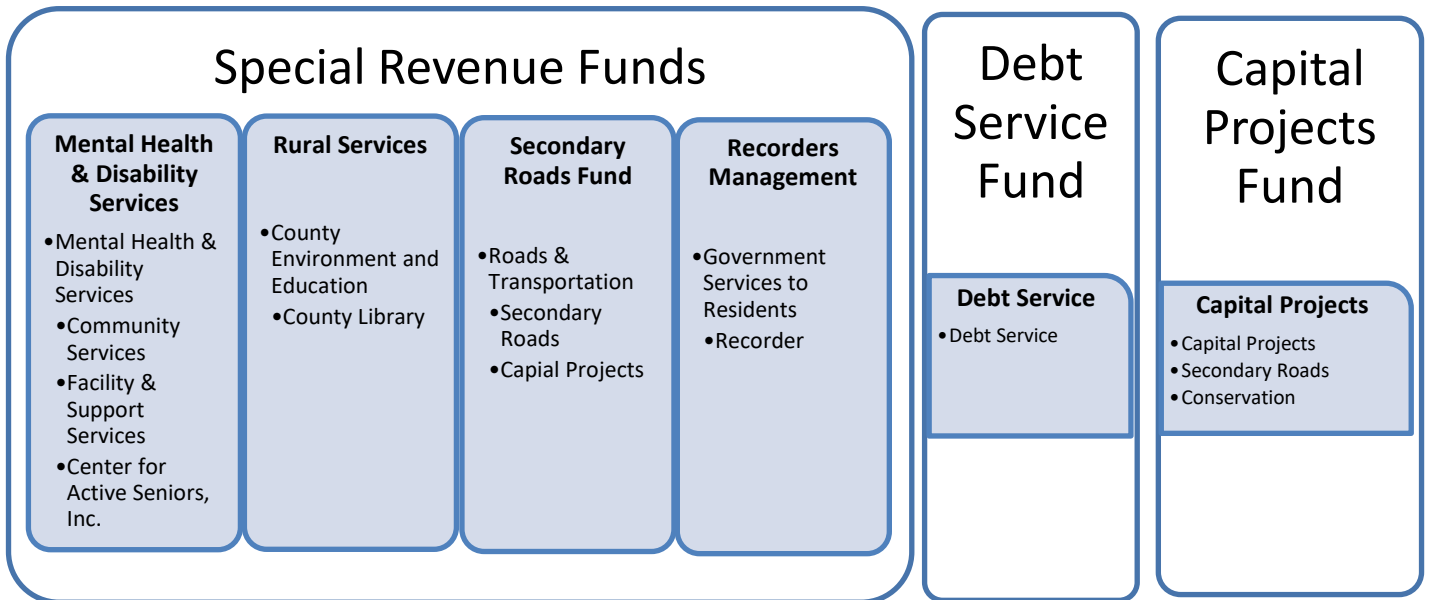 Special Revenue Funds
Mental Health
& Disability
Services
•Mental Health &
Disability
Services
•Community
Services
•Facility &
Support
Services
•Center for
Active Seniors,
Inc.
Rural Services
•County
Environment and
Education
•County Library
Secondary
Roads Fund
•Roads &
Transportation
•Secondary
Roads
•Capial Projects
Recorders
Management
•Government
Services to
Residents
•Recorder
Debt
Service
Fund
Debt Service
•Debt Service
Capital
Projects
Fund
Capital Projects
•Capital Projects
•Secondary Roads
•Conservation